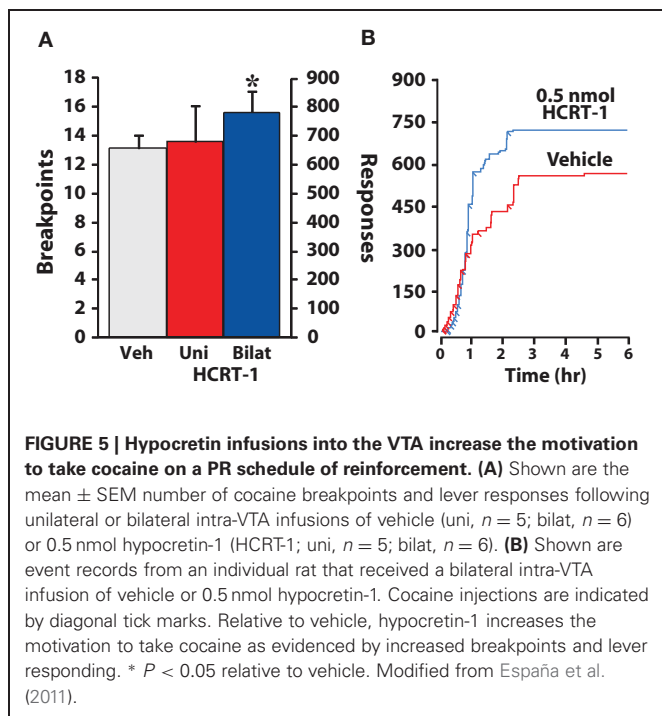 A
B
18
16
14
12
10
8
6
4
2
0
Breakpoints
*
900
800
700
600
500
400
300
200
100
0
Responses
Veh Uni Bilat
HCRT-1
900
750
600
450
300
150
0
0.5 nmol
HCRT-1
Vehicle
0 1 2 3 4 5 6
Time (hr)
FIGURE 5 | Hypocretin infusions into the VTA increase the motivation
to take cocaine on a PR schedule of reinforcement. (A) Shown are the
mean ± SEM number of cocaine breakpoints and lever responses following
unilateral or bilateral intra-VTA infusions of vehicle (uni, n = 5; bilat, n = 6)
or 0.5 nmol hypocretin-1 (HCRT-1; uni, n = 5; bilat, n = 6). (B) Shown are
event records from an individual rat that received a bilateral intra-VTA
infusion of vehicle or 0.5 nmol hypocretin-1. Cocaine injections are indicated
by diagonal tick marks. Relative to vehicle, hypocretin-1 increases the
motivation to take cocaine as evidenced by increased breakpoints and lever
responding. * P < 0.05 relative to vehicle. Modified from España et al.
(2011).